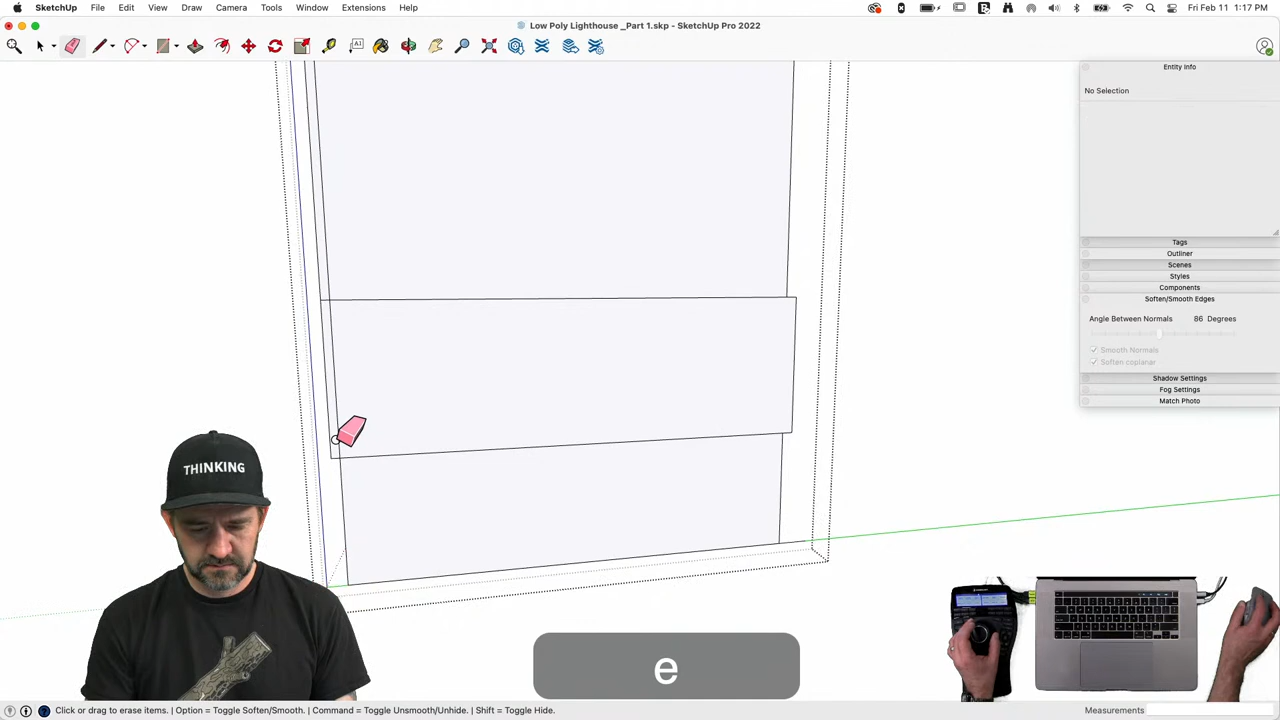 SketchUp File Edit View Draw Camera Tools Window Extensions Help
Fri Feb 11 1:17 PM
Low Poly Lighthouse _Part 1.skp - SketchUp Pro 2022
Entity Info
No Selection
Tags
Outliner
Scenes
Styles
Components
Soften/Smooth Edges
Angle Between Normals 86 Degrees
Smooth Normals
Soften coplanar
Shadow Settings
Fog Settings
Match Photo
THINKING
e
Click or drag to erase items. | Option = Toggle Soften/Smooth. | Command = Toggle Unsmooth/Unhide. | Shift = Toggle Hide.
Measurements